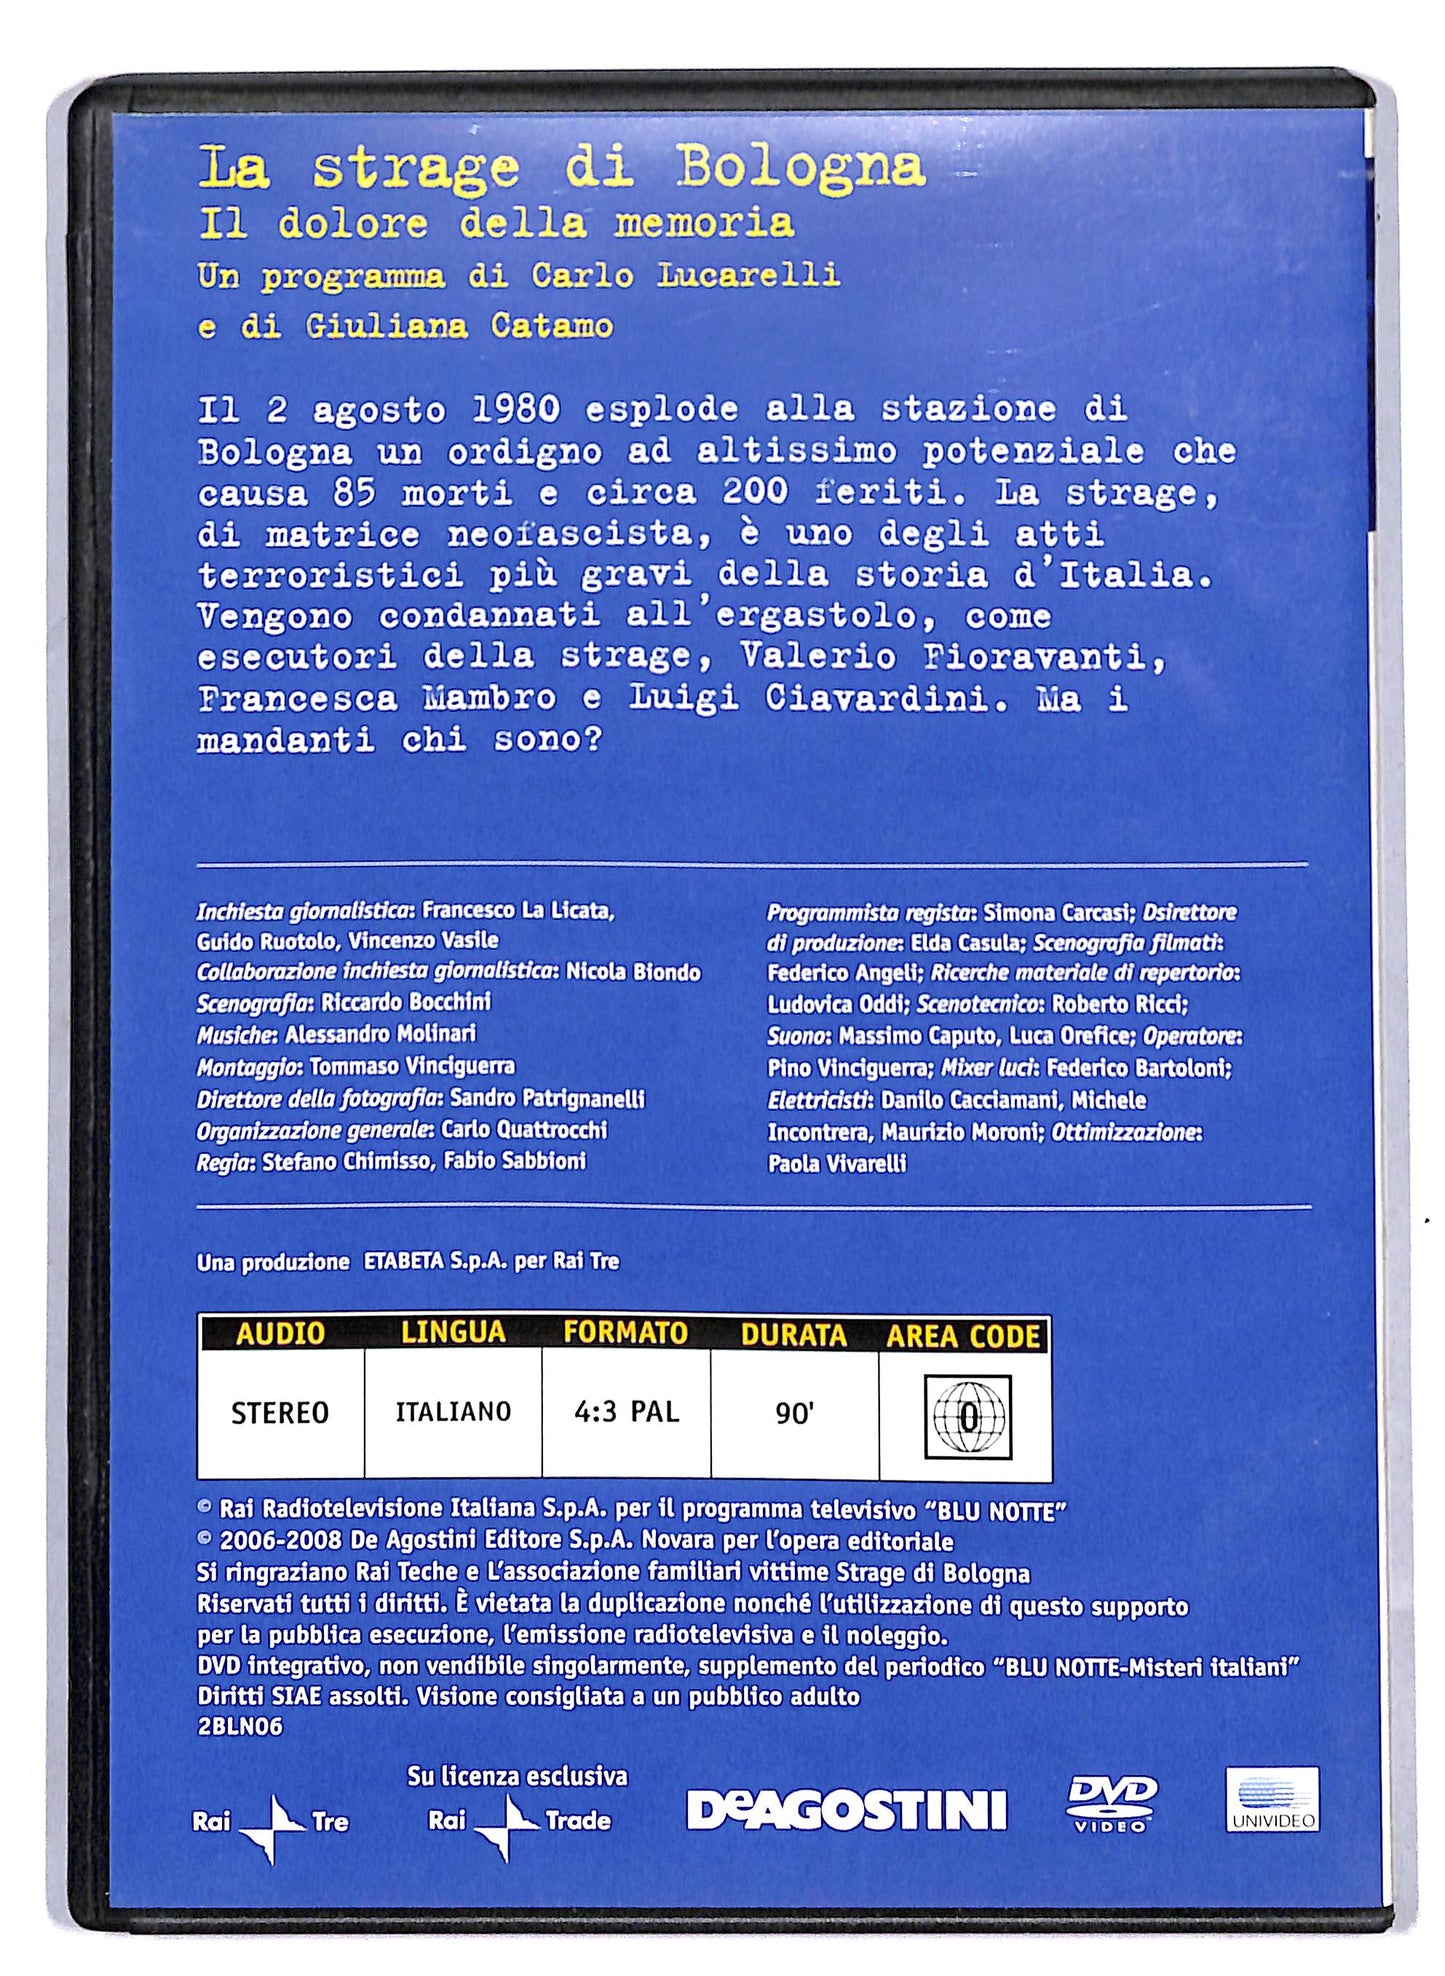 La strage di Bologna
Il dolore della memoria
Un programma di Carlo Lucarelli
e di Giuliana Catamo
Il 2 agosto 1980 esplode alla stazione di
Bologna un ordigno ad altissimo potenziale che
causa 85 morti e circa 200 feriti. La strage,
di matrice neofascista, è uno degli atti
terroristici più gravi della storia d'Italia.
Vengono condannati all'ergastolo, come
esecutori della strage, Valerio Fioravanti,
Francesca Mambro e Luigi Ciavardini. Ma i
mandanti chi sono?
Inchiesta giornalistica: Francesco La Licata,
Guido Ruotolo, Vincenzo Vasile
Collaborazione inchiesta giornalistica: Nicola Biondo
Scenografia: Riccardo Bocchini
Musiche: Alessandro Molinari
Montaggio: Tommaso Vinciguerra
Direttore della fotografia: Sandro Patrignanelli
Organizzazione generale: Carlo Quattrocchi
Regia: Stefano Chimisso, Fabio Sabbioni
Programmista regista: Simona Carcasi; Dsirettore
di produzione: Elda Casula; Scenografia filmati:
Federico Angeli; Ricerche materiale di repertorio:
Ludovica Oddi; Scenotecnico: Roberto Ricci;
Suono: Massimo Caputo, Luca Orefice; Operatore:
Pino Vinciguerra; Mixer luci: Federico Bartoloni;
Elettricisti: Danilo Cacciamani, Michele
Incontrera, Maurizio Moroni; Ottimizzazione:
Paola Vivarelli
Una produzione ETABETA S.p.A. per Rai Tre
AUDIO LINGUA FORMATO DURATA AREA CODE
STEREO ITALIANO 4:3 PAL 90' 0
© Rai Radiotelevisione Italiana S.p.A. per il programma televisivo “BLU NOTTE”
© 2006-2008 De Agostini Editore S.p.A. Novara per l'opera editoriale
Si ringraziano Rai Teche e L'associazione familiari vittime Strage di Bologna
Riservati tutti i diritti. È vietata la duplicazione nonché l'utilizzazione di questo supporto
per la pubblica esecuzione, l'emissione radiotelevisiva e il noleggio.
DVD integrativo, non vendibile singolarmente, supplemento del periodico “BLU NOTTE-Misteri italiani”
Diritti SIAE assolti. Visione consigliata a un pubblico adulto
2BLN06
Su licenza esclusiva
Rai Tre Rai Trade DeAGOSTINI DVD VIDEO UNIVIDEO